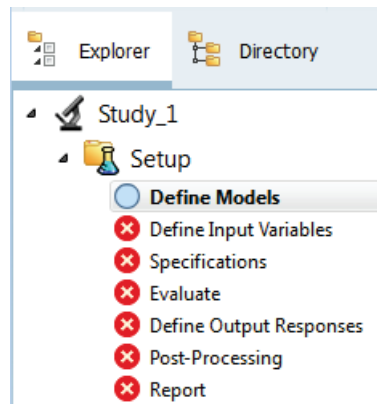 Explorer Directory
Study_1
Setup
Define Models
Define Input Variables
Specifications
Evaluate
Define Output Responses
Post-Processing
Report